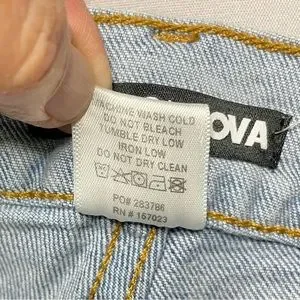 MACHINE WASH COLD
DO NOT BLEACH
TUMBLE DRY LOW
IRON LOW
DO NOT DRY CLEAN
PO# 283786
RN # 157023
OVA